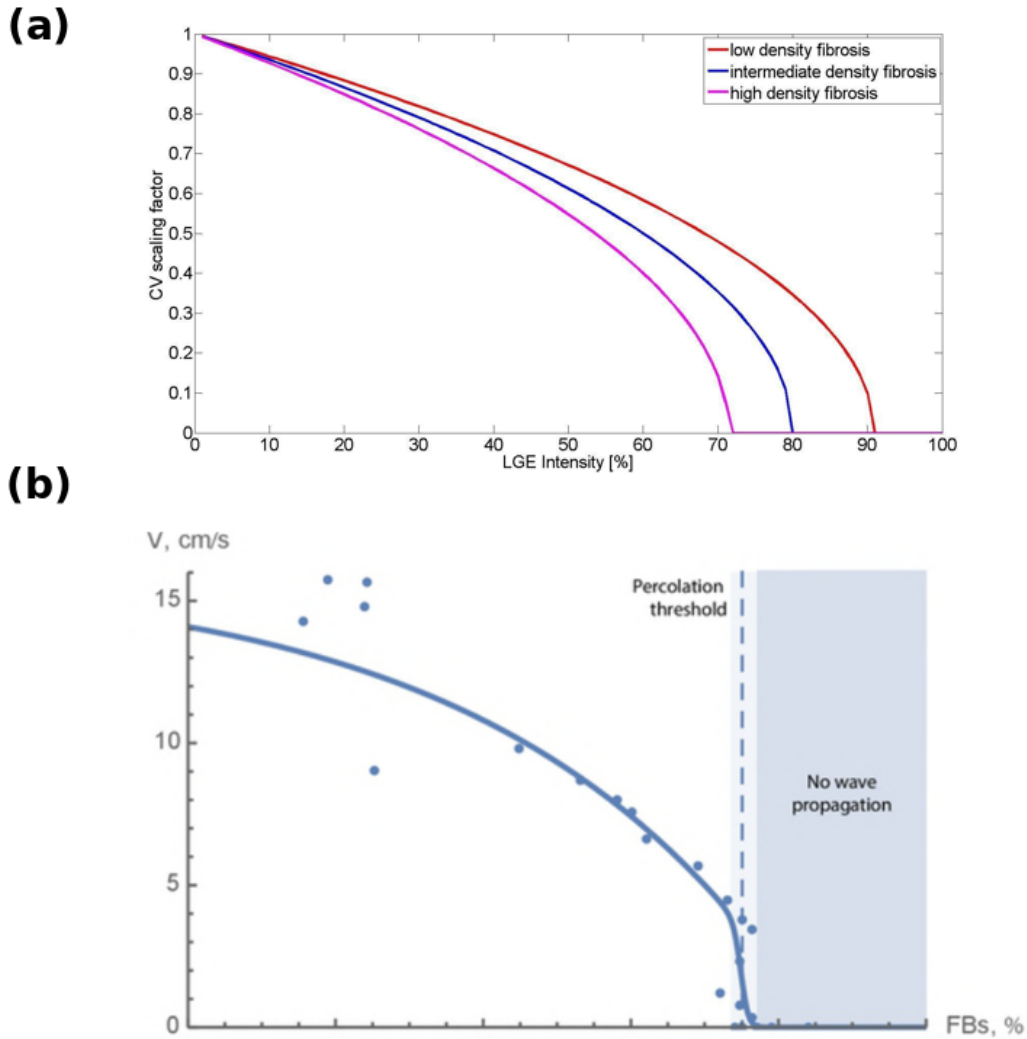 (a)
1
0.9
0.8
0.7
0.6
0.5
0.4
0.3
0.2
0.1
0
CV scaling factor
low density fibrosis
intermediate density fibrosis
high density fibrosis
0 10 20 30 40 50 60 70 80 90 100
LGE Intensity [%]
(b)
V, cm/s
15
10
5
0
Percolation
threshold
No wave
propagation
FBs, %